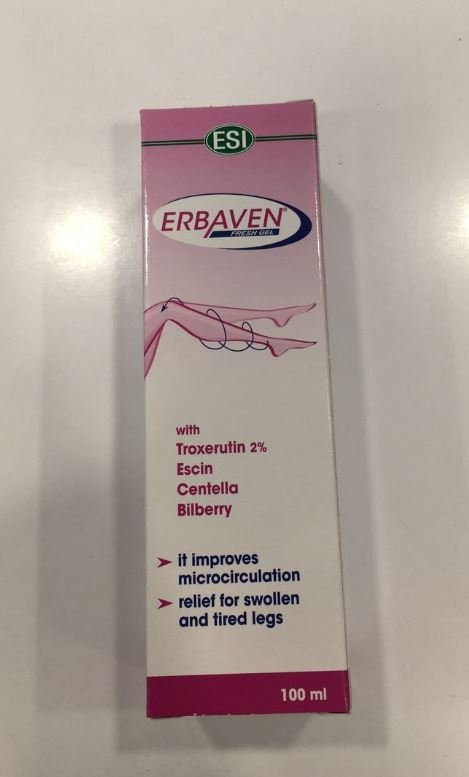 ESI
ERBAVEN®
FRESH GEL
with
Troxerutin 2%
Escin
Centella
Bilberry
it improves
microcirculation
relief for swollen
and tired legs
100 ml